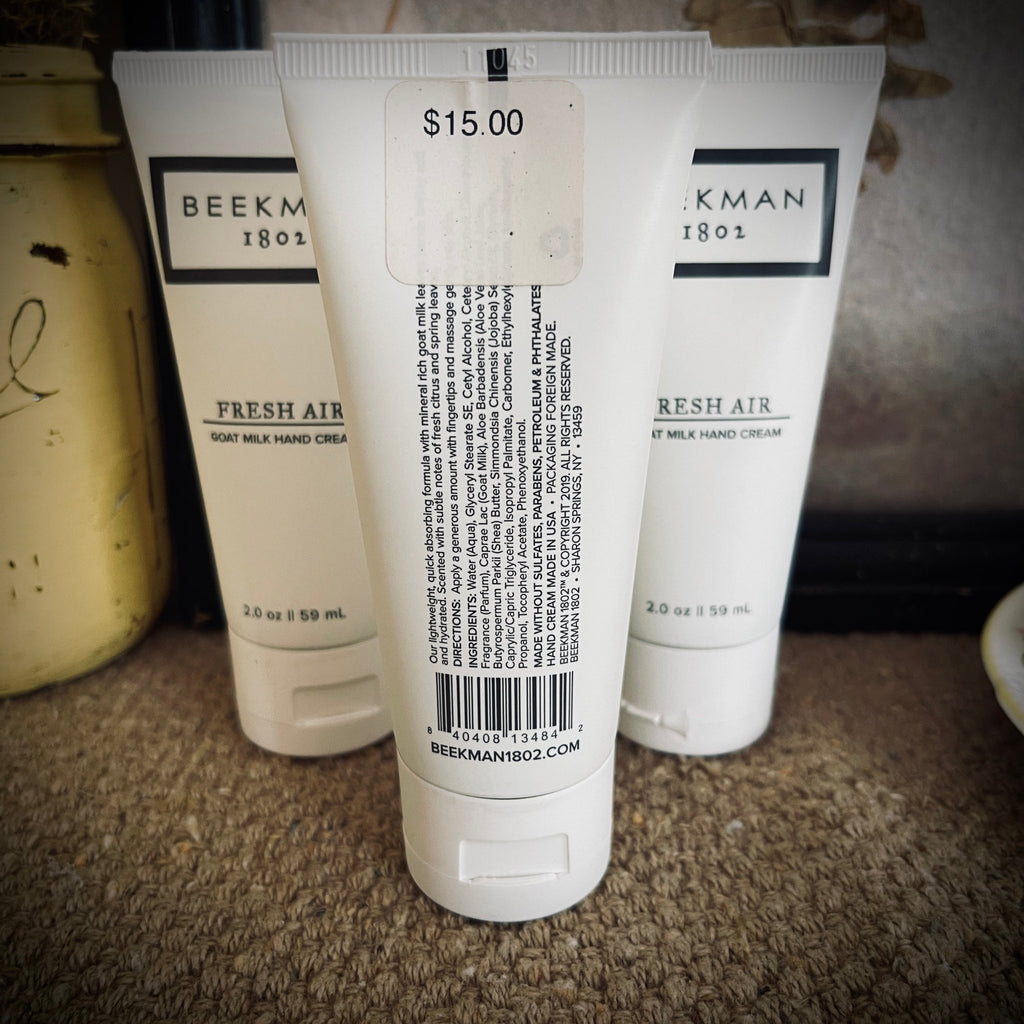 11045
$15.00
BEEKM
1802
FRESH AIR
GOAT MILK HAND CREA
2.0 oz || 59 mL
Our lightweight, quick absorbing formula with mineral rich goat milk
and hydrated. Scented with subtle notes of fresh citrus and spring
DIRECTIONS: Apply a generous amount with fingertips and massage
INGREDIENTS: Water (Aqua), Glyceryl Stearate SE, Cetyl Alcohol,
Fragrance (Parfum), Caprae Lac (Goat Milk), Aloe Barbadensis (Aloe
Butyrospermum Parkii (Shea) Butter, Simmondsia Chinensis (Jojoba)
Caprylic/Capric Triglyceride, Isopropyl Palmitate, Carbomer,
Propanol, Tocopheryl Acetate, Phenoxyethanol.
MADE WITHOUT SULFATES, PARABENS, PETROLEUM & PHTHALATES
HAND CREAM MADE IN USA • PACKAGING FOREIGN MADE.
BEEKMAN 1802™ & COPYRIGHT 2019. ALL RIGHTS RESERVED.
BEEKMAN 1802 • SHARON SPRINGS, NY • 13459
8 40408 13484 2
BEEKMAN1802.COM
KMAN
1802
RESH AIR
AT MILK HAND CREAM
2.0 oz || 59 mL